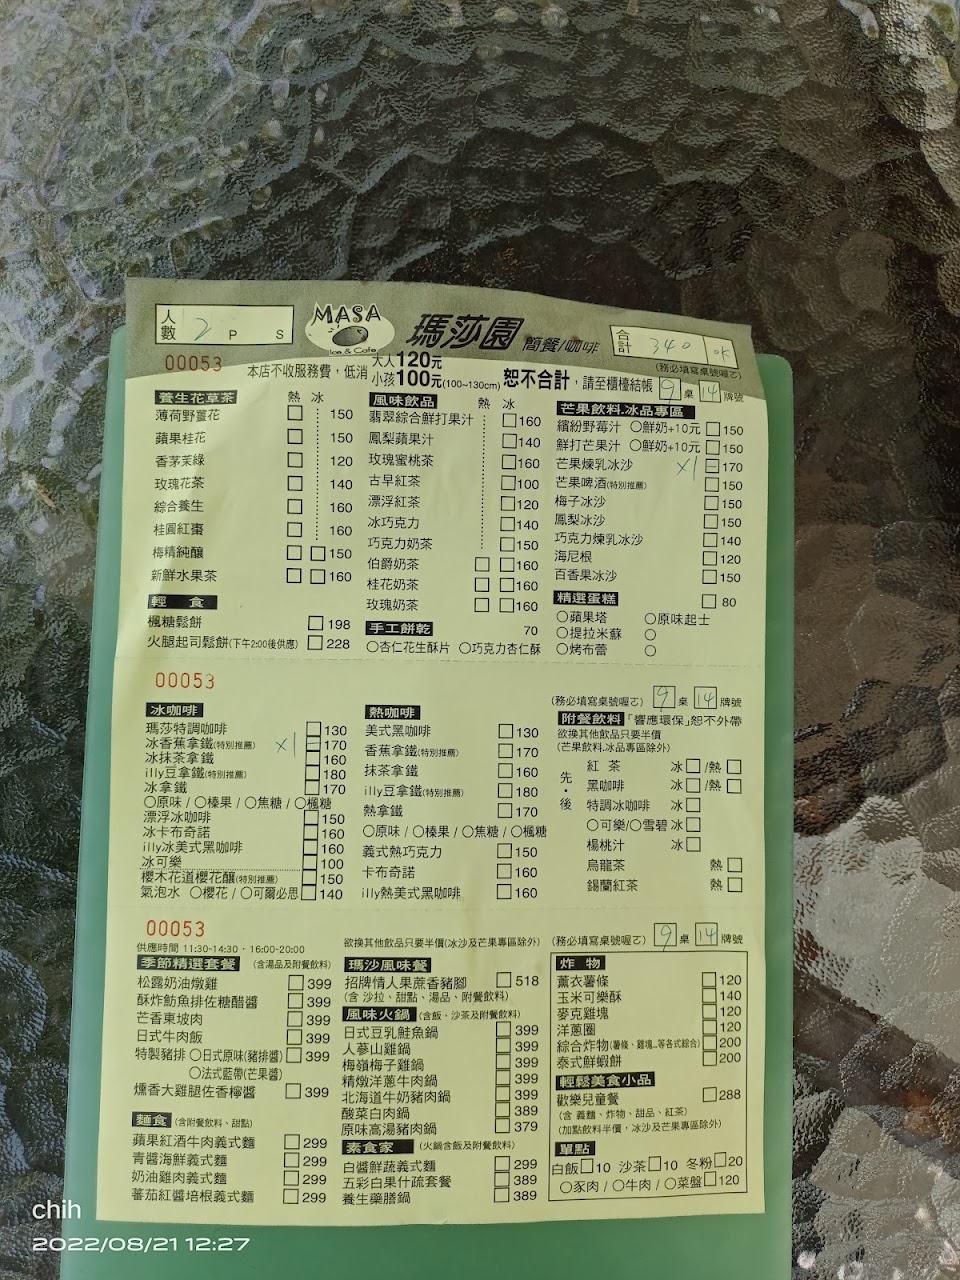 人數 2 P S
MASA
Ice & Cafe
瑪莎園 簡餐/咖啡
合計 340 ok
00053
本店不收服務費，低消 大人120元
小孩100元(100~130cm) 恕不合計，請至櫃檯結帳
(務必填寫桌號喔ㄛ)
9 桌 14 牌號
養生花草茶 熱 冰
薄荷野薑花 150
蘋果桂花 150
香茅茉綠 120
玫瑰花茶 140
綜合養生 160
桂圓紅棗 160
梅精純釀 150
新鮮水果茶 160
輕 食
楓糖鬆餅 198
火腿起司鬆餅(下午2:00後供應) 228
風味飲品 熱 冰
翡翠綜合鮮打果汁 160
鳳梨蘋果汁 140
玫瑰蜜桃茶 160
古早紅茶 100
漂浮紅茶 120
冰巧克力 140
巧克力奶茶 150
伯爵奶茶 160
桂花奶茶 160
玫瑰奶茶 160
手工餅乾 70
○杏仁花生酥片 ○巧克力杏仁酥
芒果飲料.冰品專區
繽紛野莓汁 ○鮮奶+10元 150
鮮打芒果汁 ○鮮奶+10元 150
芒果煉乳冰沙 x1 170
芒果啤酒(特別推薦) 150
梅子冰沙 150
鳳梨冰沙 150
巧克力煉乳冰沙 140
海尼根 120
百香果冰沙 150
精選蛋糕 80
○蘋果塔 ○原味起士
○提拉米蘇 ○
○烤布蕾 ○
00053
(務必填寫桌號喔ㄛ) 9 桌 14 牌號
冰咖啡
瑪莎特調咖啡 130
冰香蕉拿鐵(特別推薦) x1 170
冰抹茶拿鐵 160
illy豆拿鐵(特別推薦) 180
冰拿鐵 170
○原味 / ○榛果 / ○焦糖 / ○楓糖
漂浮冰咖啡 150
冰卡布奇諾 160
illy冰美式黑咖啡 160
冰可樂 100
櫻木花道櫻花釀(特別推薦) 150
氣泡水 ○櫻花 / ○可爾必思 140
熱咖啡
美式黑咖啡 130
香蕉拿鐵(特別推薦) 170
抹茶拿鐵 160
illy豆拿鐵(特別推薦) 180
熱拿鐵 170
○原味 / ○榛果 / ○焦糖 / ○楓糖
義式熱巧克力 150
卡布奇諾 160
illy熱美式黑咖啡 160
附餐飲料「響應環保」恕不外帶
欲換其他飲品只要半價
(芒果飲料.冰品專區除外)
先・後
紅 茶 冰 /熱
黑咖啡 冰 /熱
特調冰咖啡 冰
○可樂/○雪碧 冰
楊桃汁 冰
烏龍茶 熱
錫蘭紅茶 熱
00053
供應時間 11:30-14:30・16:00-20:00
欲換其他飲品只要半價(冰沙及芒果專區除外)
(務必填寫桌號喔ㄛ) 9 桌 14 牌號
季節精選套餐 (含湯品及附餐飲料)
松露奶油燉雞 399
酥炸魴魚排佐糖醋醬 399
芒香東坡肉 399
日式牛肉飯 399
特製豬排 ○日式原味(豬排醬) 399
○法式藍帶(芒果醬)
燻香大雞腿佐香檸醬 399
麵食 (含附餐飲料、甜點)
蘋果紅酒牛肉義式麵 299
青醬海鮮義式麵 299
奶油雞肉義式麵 299
蕃茄紅醬培根義式麵 299
瑪沙風味餐
招牌情人果蔗香豬腳 518
(含 沙拉、甜點、湯品、附餐飲料)
風味火鍋 (含飯、沙茶及附餐飲料)
日式豆乳鮭魚鍋 399
人蔘山雞鍋 399
梅嶺梅子雞鍋 399
精燉洋蔥牛肉鍋 399
北海道牛奶豬肉鍋 399
酸菜白肉鍋 389
原味高湯豬肉鍋 379
素食家 (火鍋含飯及附餐飲料)
白醬鮮蔬義式麵 299
五彩白果什疏套餐 389
養生藥膳鍋 389
炸 物
薰衣薯條 120
玉米可樂酥 140
麥克雞塊 120
洋蔥圈 120
綜合炸物(薯條、雞塊...等各式綜合) 200
泰式鮮蝦餅 200
輕鬆美食小品
歡樂兒童餐 288
(含 義麵、炸物、甜品、紅茶)
(加點飲料半價，冰沙及芒果專區除外)
單點
白飯 10 沙茶 10 冬粉 20
○豕肉 / ○牛肉 / ○菜盤 120
chih
2022/08/21 12:27